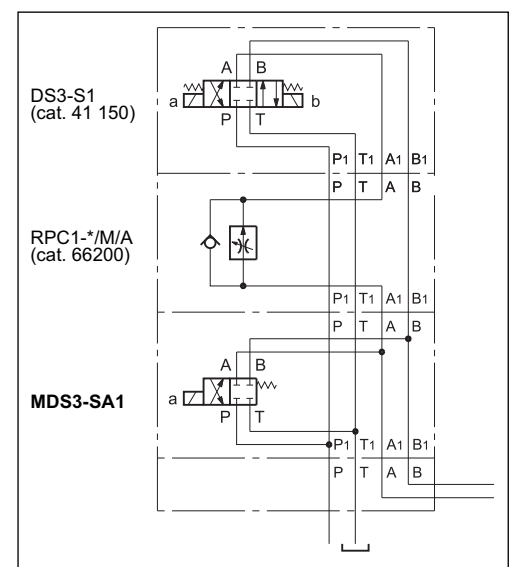 A B
DS3-S1
(cat. 41 150)
a b
P T
P1 T1 A1 B1
P T A B
RPC1-*/M/A
(cat. 66200)
P1 T1 A1 B1
P T A B
A B
a
MDS3-SA1
P T
P1 T1 A1 B1
P T A B